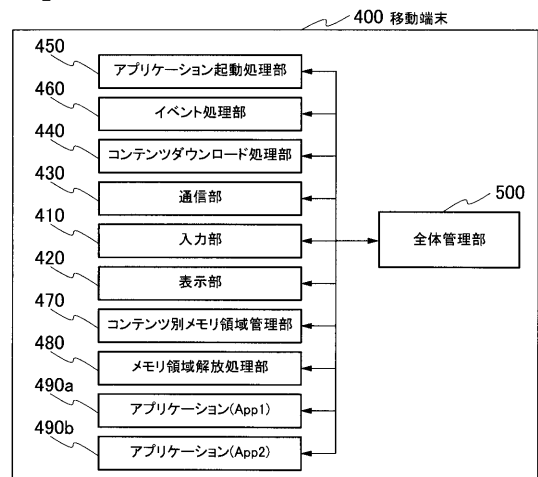 400 移動端末
450
アプリケーション起動処理部
460
イベント処理部
440
コンテンツダウンロード処理部
430
通信部
500
410
入力部
全体管理部
420
表示部
470
コンテンツ別メモリ領域管理部
480
メモリ領域解放処理部
490a
アプリケーション(App1)
490b
アプリケーション(App2)